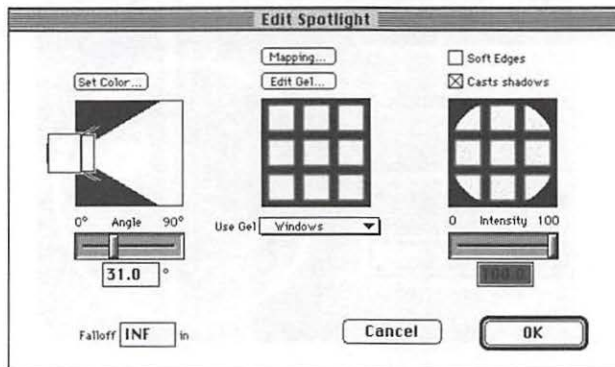 Edit Spotlight
Mapping...
Soft Edges
Set Color...
Edit Gel...
Casts shadows
0° Angle 90°
Use Gel Windows
0 Intensity 100
31.0 °
100.0
Falloff INF in
Cancel
OK